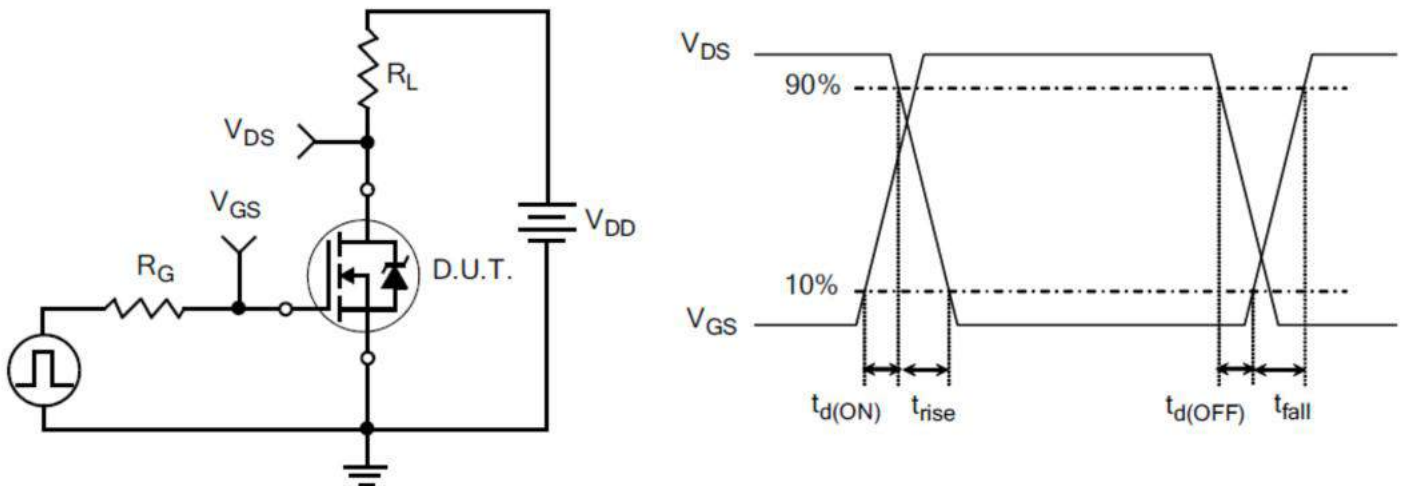 R_L
V_DS
V_GS
R_G
D.U.T.
V_DD
V_DS
90%
10%
V_GS
t_d(ON) t_rise t_d(OFF) t_fall